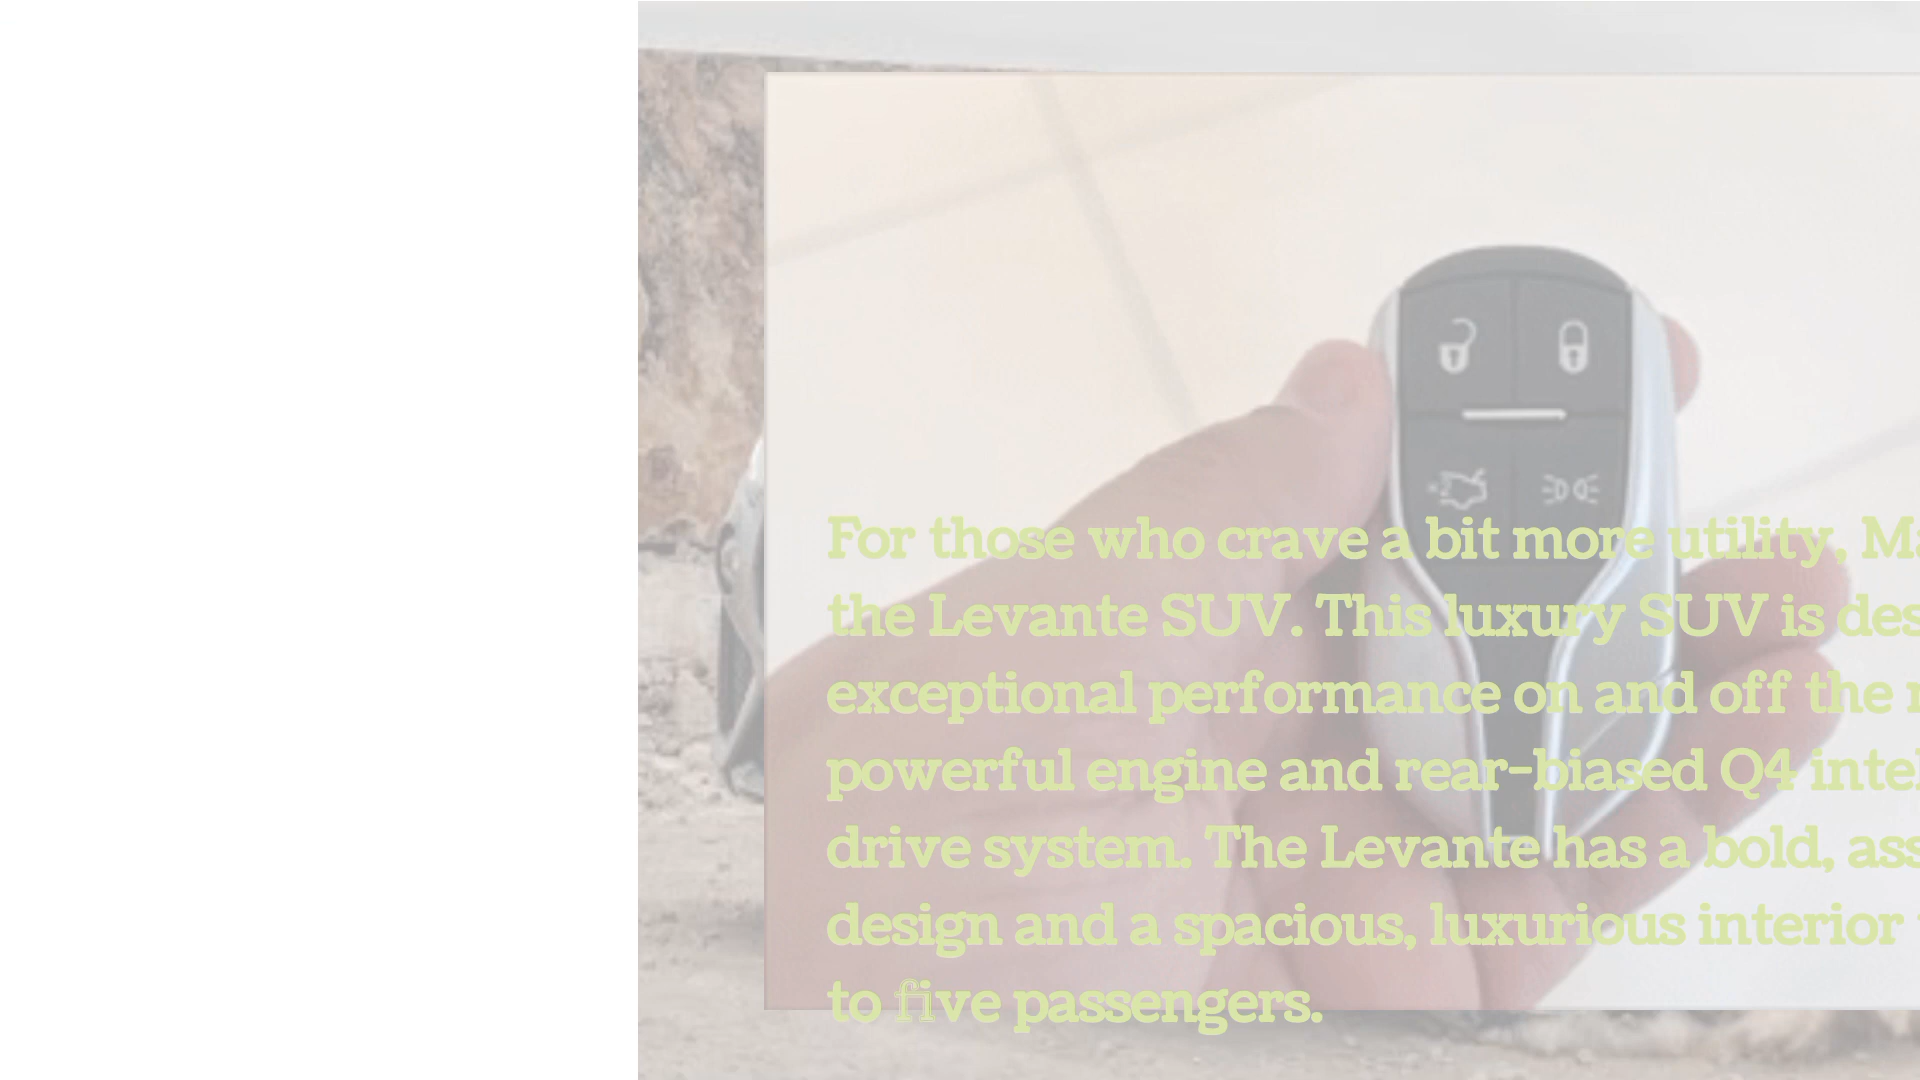 For those who crave a bit more utility,
the Levante SUV. This luxury SUV is
exceptional performance on and off the
powerful engine and rear-biased Q4
drive system. The Levante has a bold,
design and a spacious, luxurious interior
to five passengers.